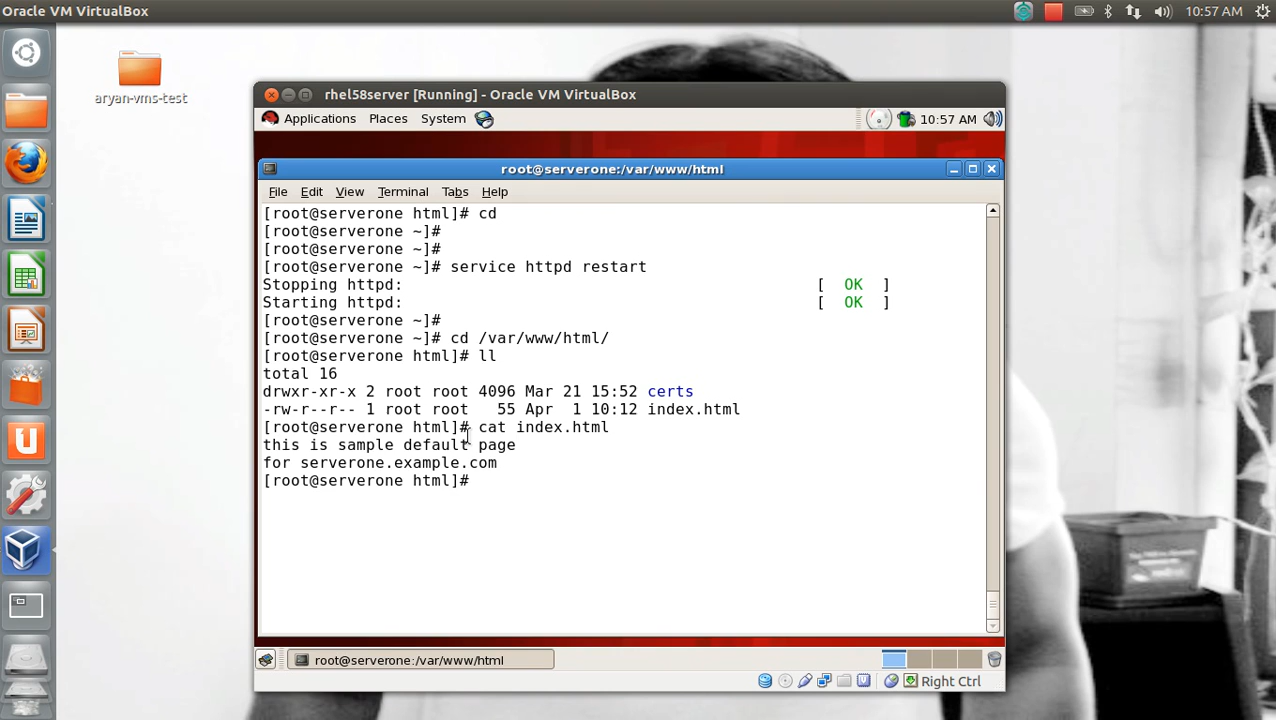 Oracle VM VirtualBox
10:57 AM
aryan-vms-test
rhel58server [Running] - Oracle VM VirtualBox
Applications Places System
10:57 AM
root@serverone:/var/www/html
File Edit View Terminal Tabs Help
[root@serverone html]# cd
[root@serverone ~]#
[root@serverone ~]#
[root@serverone ~]# service httpd restart
Stopping httpd: [ OK ]
Starting httpd: [ OK ]
[root@serverone ~]#
[root@serverone ~]# cd /var/www/html/
[root@serverone html]# ll
total 16
drwxr-xr-x 2 root root 4096 Mar 21 15:52 certs
-rw-r--r-- 1 root root 55 Apr 1 10:12 index.html
[root@serverone html]# cat index.html
this is sample default page
for serverone.example.com
[root@serverone html]#
root@serverone:/var/www/html
Right Ctrl